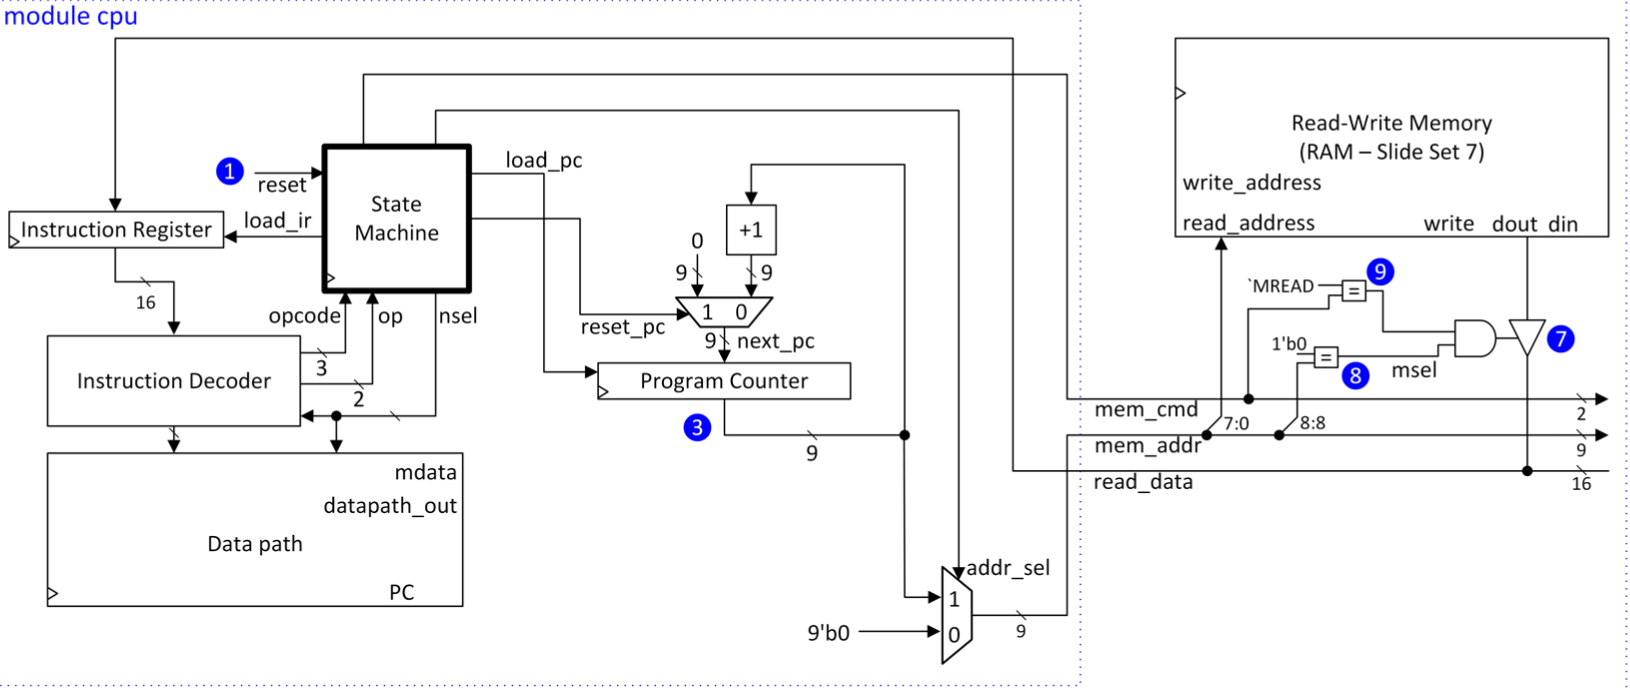 module cpu
Read-Write Memory
(RAM – Slide Set 7)
write_address
read_address
write dout din
1
reset
State
Machine
load_pc
Instruction Register
load_ir
+1
0
9
9
1 0
reset_pc
9
next_pc
16
opcode
op
nsel
3
2
Instruction Decoder
Program Counter
3
9
`MREAD
=
9
1'b0
=
8
msel
7
mem_cmd
2
7:0
8:8
mem_addr
9
read_data
16
mdata
datapath_out
Data path
PC
addr_sel
1
0
9'b0
9